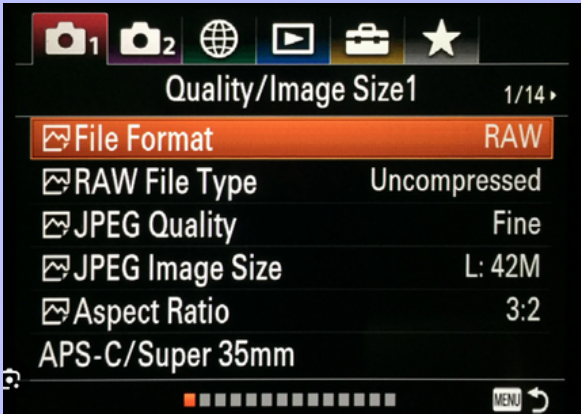 1 2
Quality/Image Size1 1/14
File Format RAW
RAW File Type Uncompressed
JPEG Quality Fine
JPEG Image Size L: 42M
Aspect Ratio 3:2
APS-C/Super 35mm
MENU